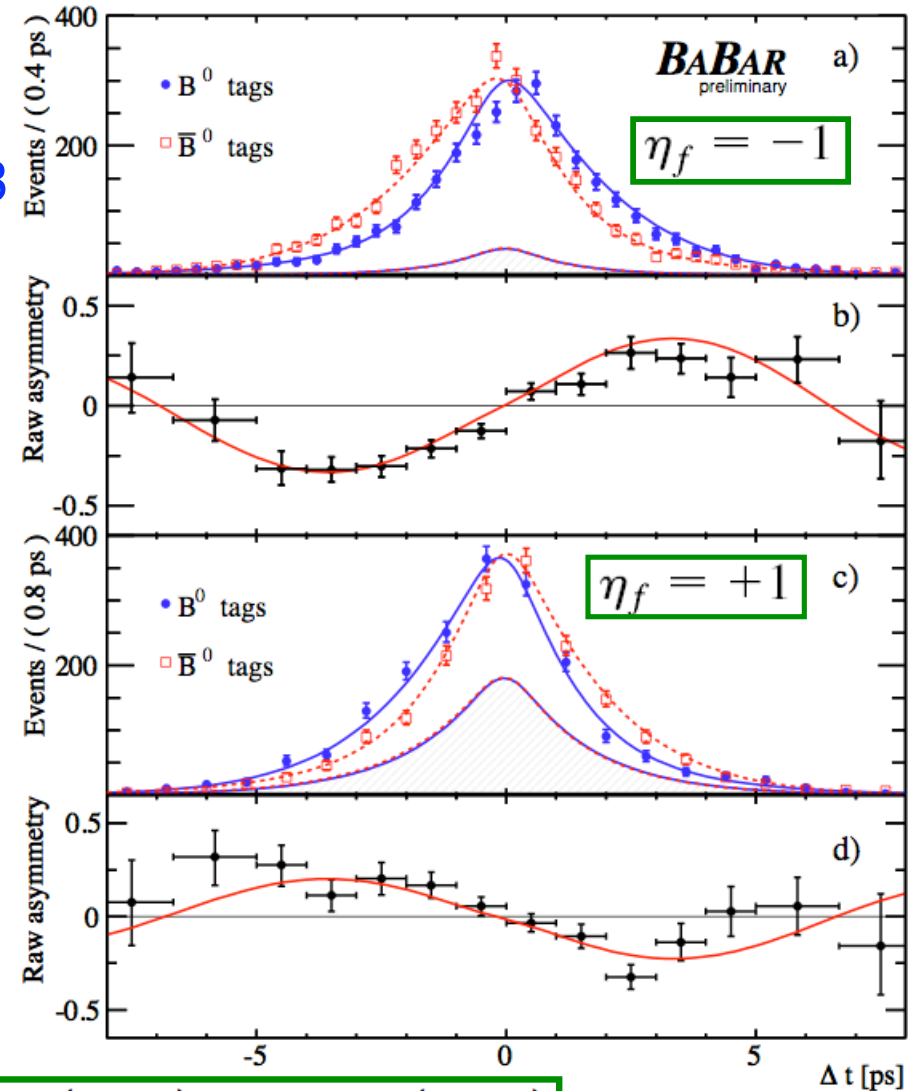 400
200
Events / ( 0.4 ps )
B⁰ tags
B̅⁰ tags
BABAR
preliminary
a)
η_f = −1
B
0.5
0
-0.5
Raw asymmetry
b)
400
200
Events / ( 0.8 ps )
B⁰ tags
B̅⁰ tags
η_f = +1
c)
0.5
0
-0.5
Raw asymmetry
d)
-5
0
5
Δ t [ps]